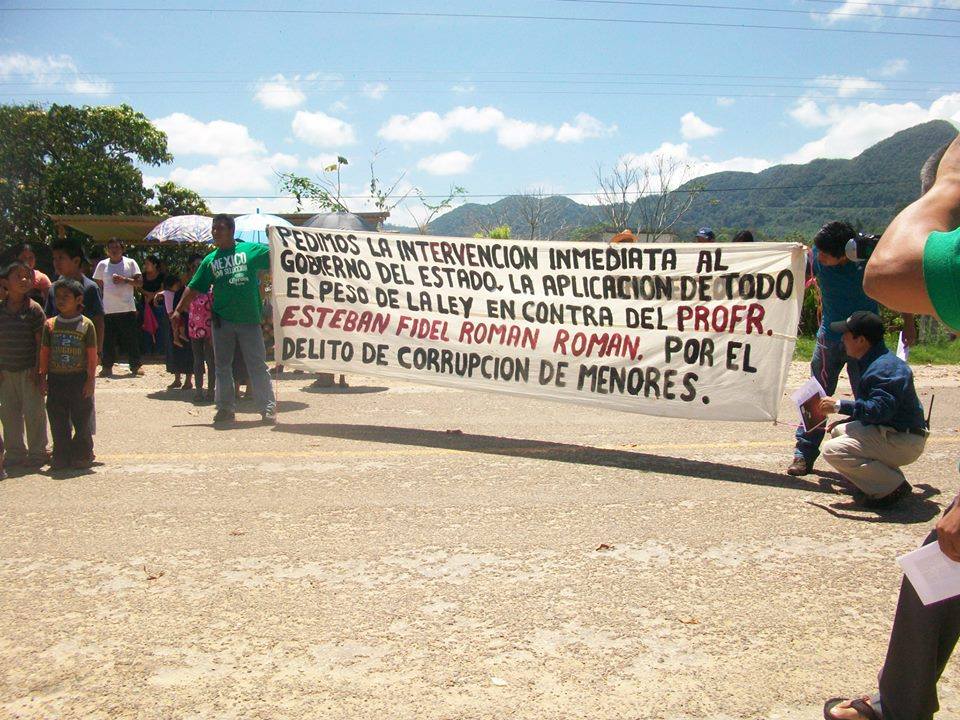 PEDIMOS LA INTERVENCION INMEDIATA AL
GOBIERNO DEL ESTADO, LA APLICACION DE TODO
EL PESO DE LA LEY EN CONTRA DEL PROFR.
ESTEBAN FIDEL ROMAN ROMAN. POR EL
DELITO DE CORRUPCION DE MENORES.
MEXICO